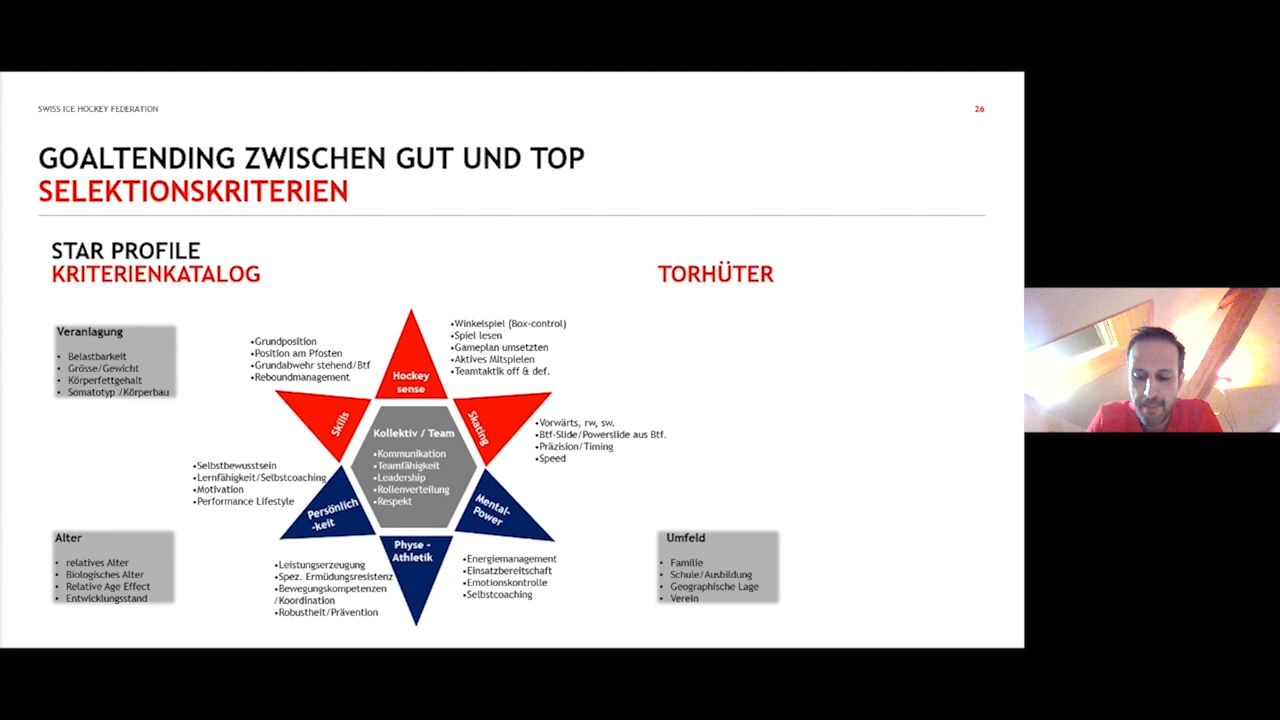 SWISS ICE HOCKEY FEDERATION
26
GOALTENDING ZWISCHEN GUT UND TOP
SELEKTIONSKRITERIEN
STAR PROFILE
KRITERIENKATALOG
TORHÜTER
Veranlagung
• Belastbarkeit
• Grösse/Gewicht
• Körperfettgehalt
• Somatotyp /Körperbau
•Grundposition
•Position am Pfosten
•Grundabwehr stehend/Btf
•Reboundmanagement
Hockey
sense
•Winkelspiel (Box-control)
•Spiel lesen
•Gameplan umsetzten
•Aktives Mitspielen
•Teamtaktik off & def.
Skills
Skating
•Vorwärts, rw, sw.
•Btf-Slide/Powerslide aus Btf.
•Präzision/Timing
•Speed
Kollektiv / Team
•Kommunikation
•Teamfähigkeit
•Leadership
•Rollenverteilung
•Respekt
•Selbstbewusstsein
•Lernfähigkeit/Selbstcoaching
•Motivation
•Performance Lifestyle
Persönlich
-keit
Mental-
Power
Physe -
Athletik
Alter
• relatives Alter
• Biologisches Alter
• Relative Age Effect
• Entwicklungsstand
•Leistungserzeugung
•Spez. Ermüdungsresistenz
•Bewegungskompetenzen
/Koordination
•Robustheit/Prävention
•Energiemanagement
•Einsatzbereitschaft
•Emotionskontrolle
•Selbstcoaching
Umfeld
• Familie
• Schule/Ausbildung
• Geographische Lage
• Verein